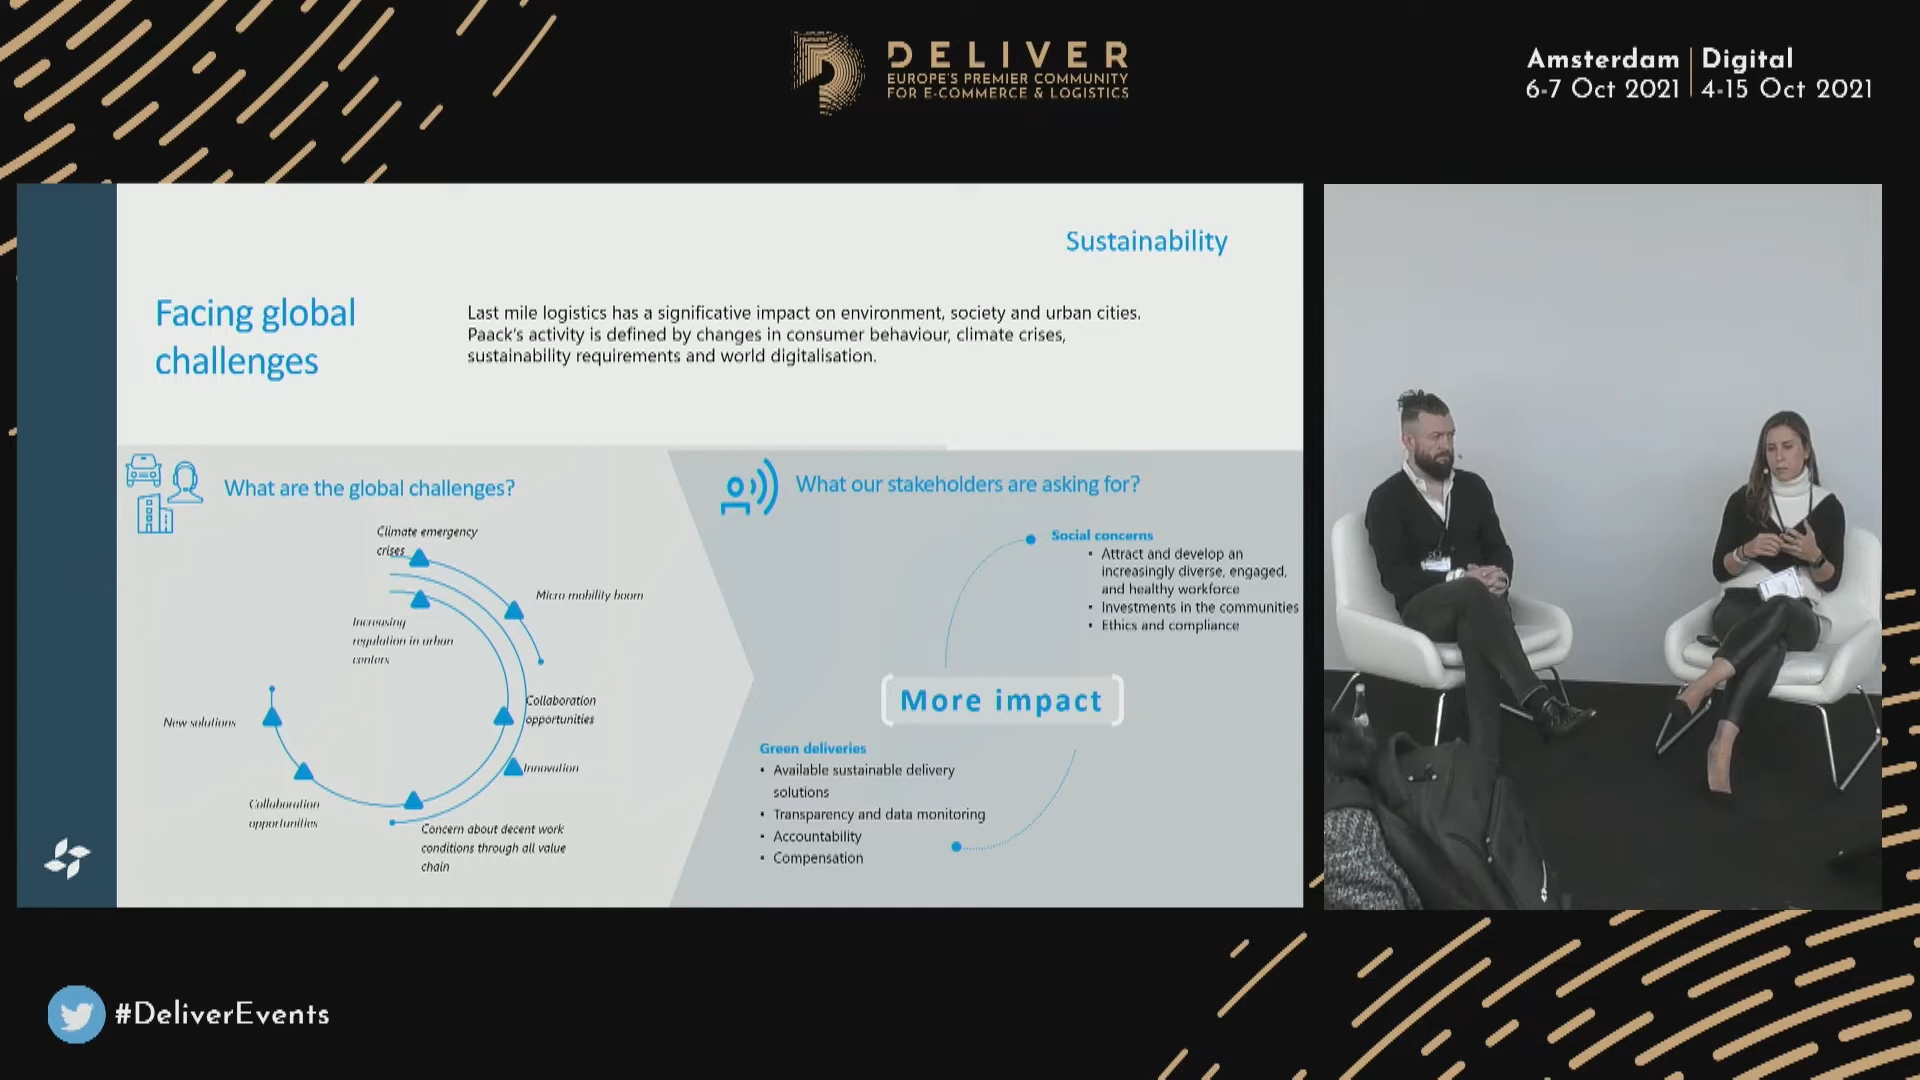 DELIVER
EUROPE'S PREMIER COMMUNITY
FOR E-COMMERCE & LOGISTICS
Amsterdam | Digital
6-7 Oct 2021 | 4-15 Oct 2021
Sustainability
Facing global
challenges
Last mile logistics has a significative impact on environment, society and urban cities.
Paack's activity is defined by changes in consumer behaviour, climate crises,
sustainability requirements and world digitalisation.
What are the global challenges?
Climate emergency
crises
Micro mobility boom
Increasing
regulation in urban
centers
Collaboration
opportunities
New solutions
Innovation
Collaboration
opportunities
Concern about decent work
conditions through all value
chain
What our stakeholders are asking for?
Social concerns
• Attract and develop an
increasingly diverse, engaged,
and healthy workforce
• Investments in the communities
• Ethics and compliance
More impact
Green deliveries
• Available sustainable delivery
solutions
• Transparency and data monitoring
• Accountability
• Compensation
#DeliverEvents